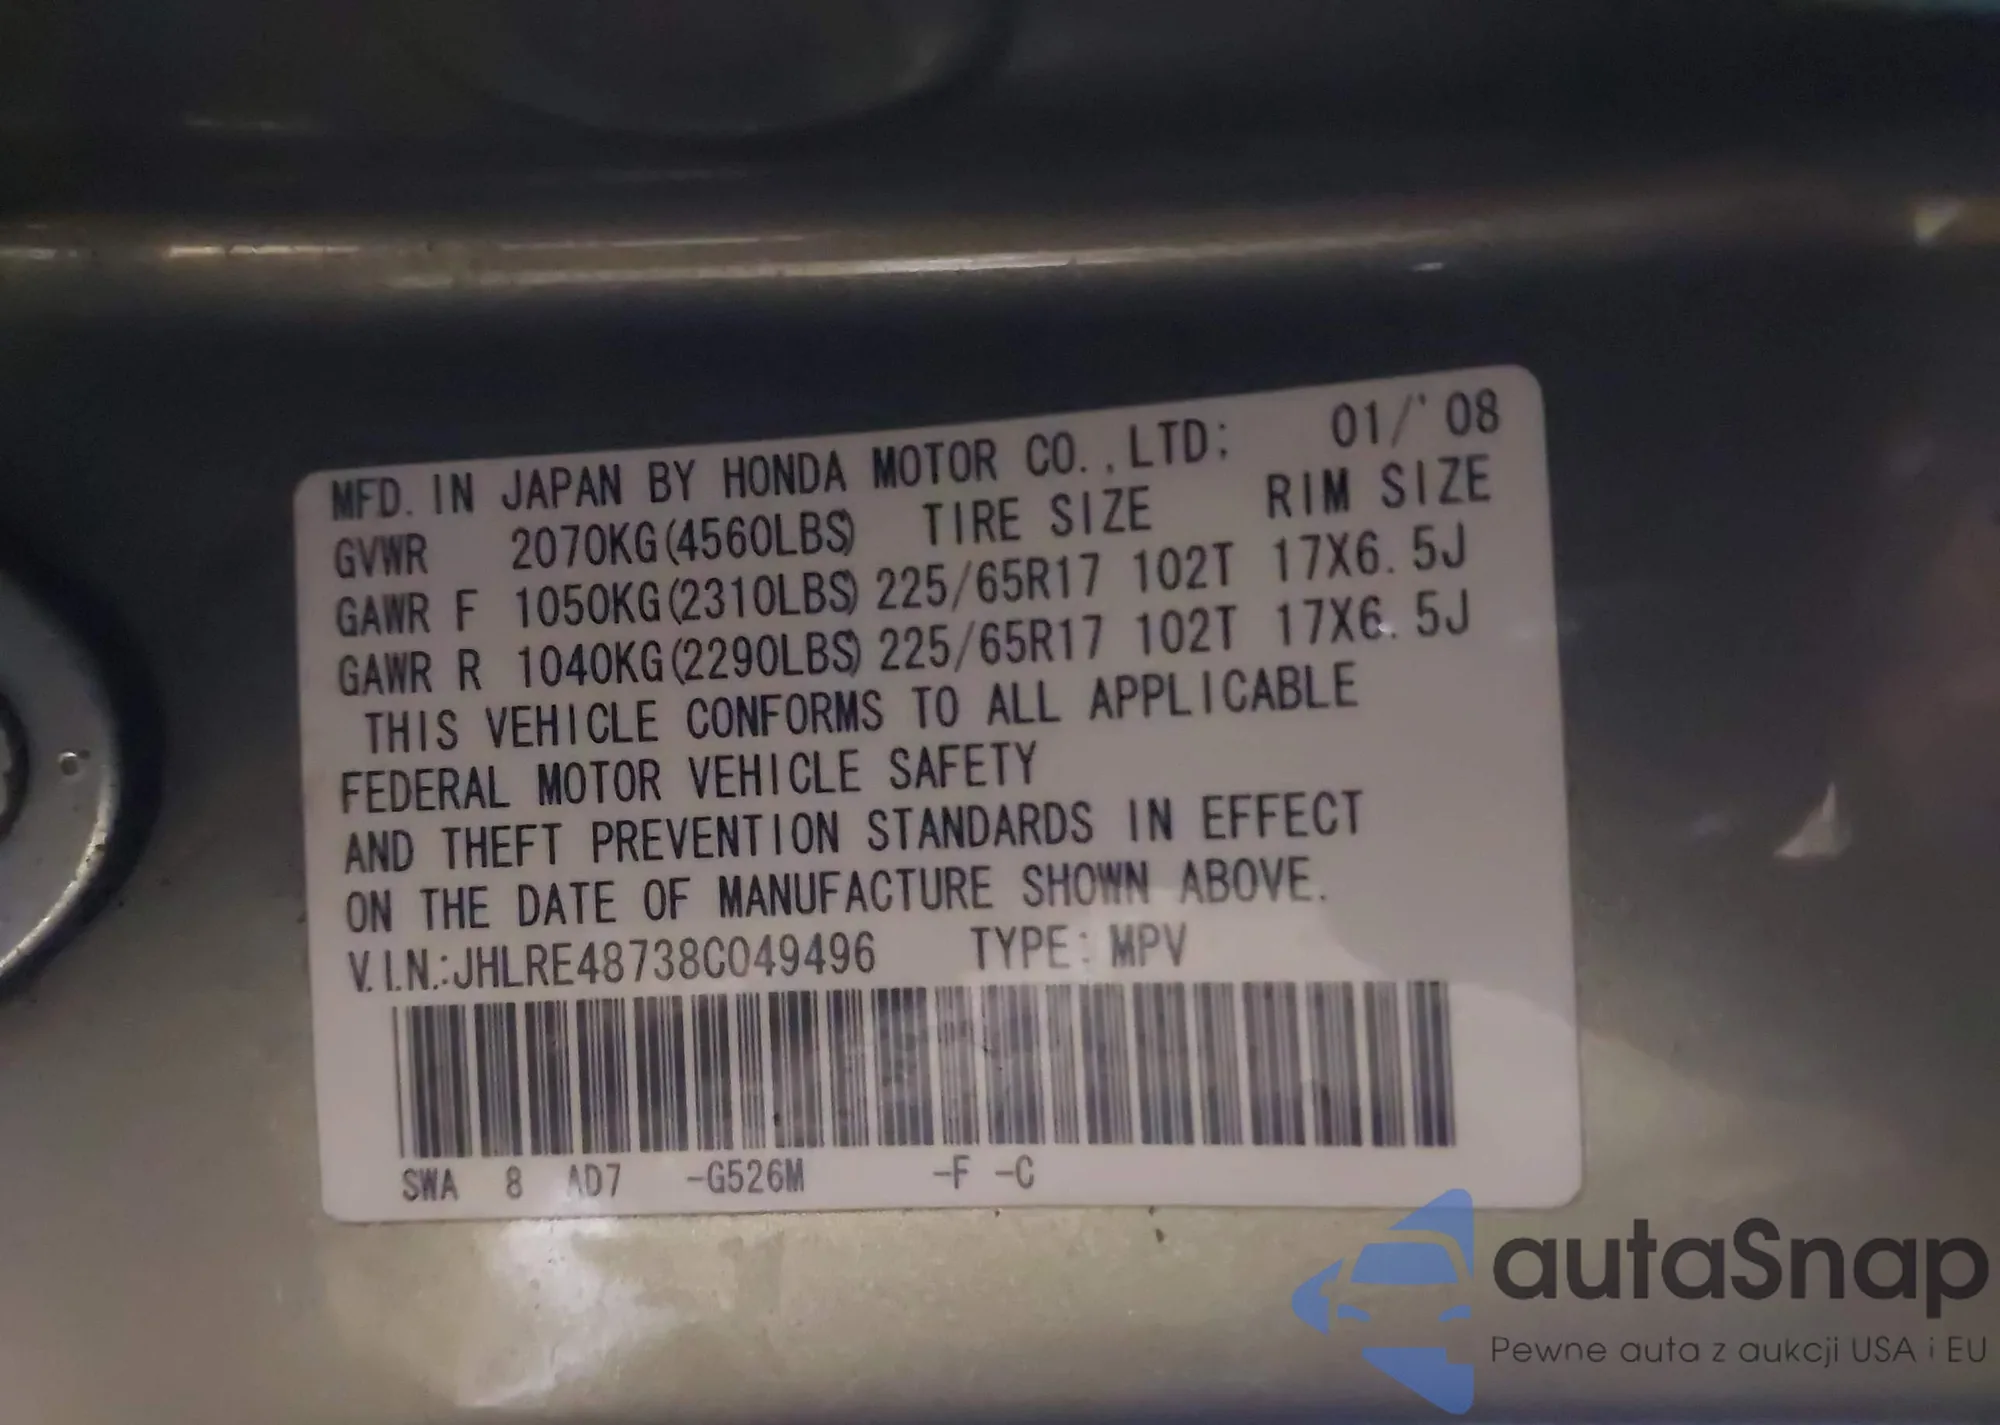 MFD. IN JAPAN BY HONDA MOTOR CO.,LTD: 01/'08
GVWR 2070KG(4560LBS) TIRE SIZE RIM SIZE
GAWR F 1050KG(2310LBS) 225/65R17 102T 17X6.5J
GAWR R 1040KG(2290LBS) 225/65R17 102T 17X6.5J
THIS VEHICLE CONFORMS TO ALL APPLICABLE
FEDERAL MOTOR VEHICLE SAFETY
AND THEFT PREVENTION STANDARDS IN EFFECT
ON THE DATE OF MANUFACTURE SHOWN ABOVE.
V.I.N.:JHLRE48738C049496 TYPE: MPV
SWA 8 AD7 -G526M -F -C
autaSnap
Pewne auta z aukcji USA i EU